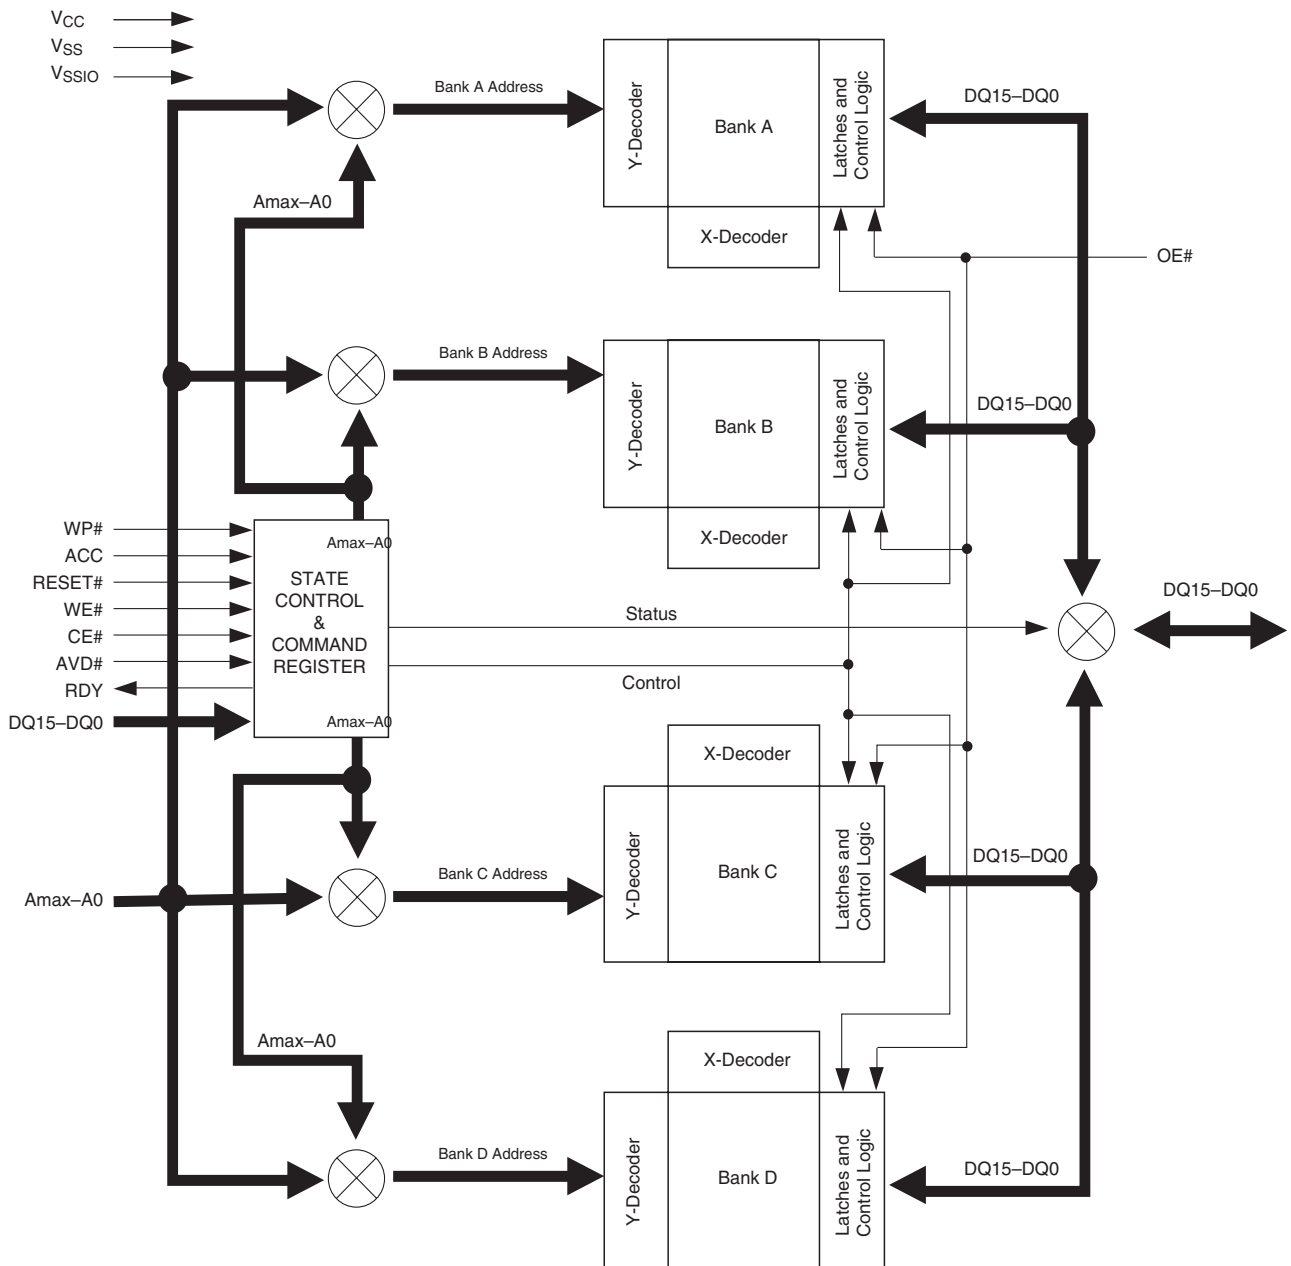 VCC
VSS
VSSIO
Bank A Address
Y-Decoder
Bank A
Latches and
Control Logic
DQ15–DQ0
Amax–A0
X-Decoder
OE#
Bank B Address
Y-Decoder
Bank B
Latches and
Control Logic
DQ15–DQ0
X-Decoder
WP#
ACC
RESET#
WE#
CE#
AVD#
RDY
DQ15–DQ0
Amax–A0
STATE
CONTROL
&
COMMAND
REGISTER
Amax–A0
Status
Control
DQ15–DQ0
X-Decoder
Amax–A0
Bank C Address
Y-Decoder
Bank C
Latches and
Control Logic
DQ15–DQ0
Amax–A0
X-Decoder
Bank D Address
Y-Decoder
Bank D
Latches and
Control Logic
DQ15–DQ0